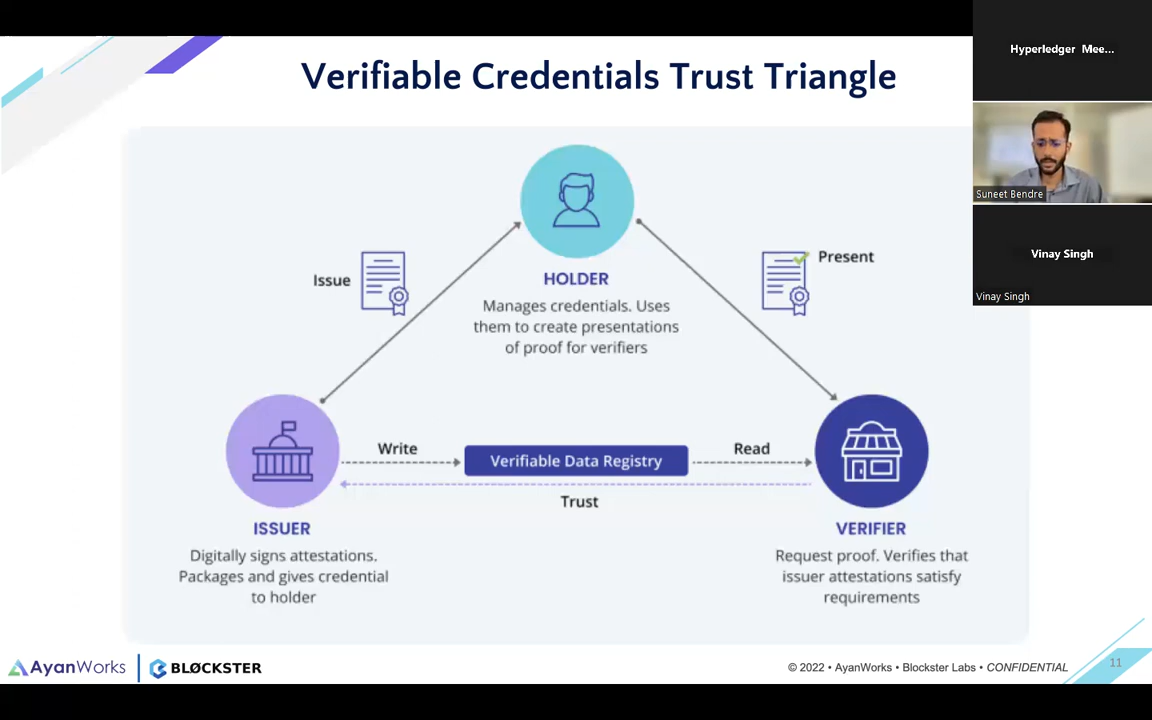 Verifiable Credentials Trust Triangle
Hyperledger Mee...
Suneet Bendre
Vinay Singh
Vinay Singh
Issue
Present
HOLDER
Manages credentials. Uses
them to create presentations
of proof for verifiers
Write
Verifiable Data Registry
Read
Trust
ISSUER
Digitally signs attestations.
Packages and gives credential
to holder
VERIFIER
Request proof. Verifies that
issuer attestations satisfy
requirements
AyanWorks
BLØCKSTER
© 2022 • AyanWorks • Blockster Labs • CONFIDENTIAL
11